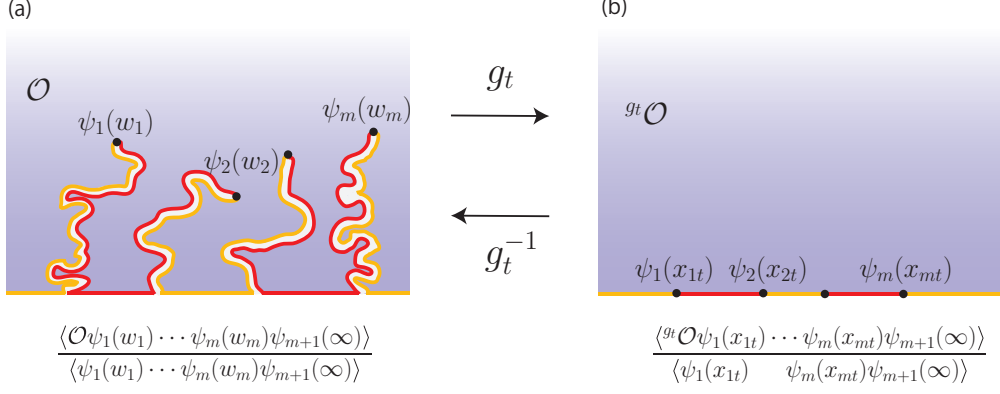 (a)
(b)
𝒪
ψ₁(w₁)
ψ₂(w₂)
ψₘ(wₘ)
gₜ
gₜ⁻¹
ᵍᵗ𝒪
ψ₁(x₁ₜ)
ψ₂(x₂ₜ)
ψₘ(xₘₜ)
⟨𝒪ψ₁(w₁) ⋯ ψₘ(wₘ)ψₘ₊₁(∞)⟩
⟨ψ₁(w₁) ⋯ ψₘ(wₘ)ψₘ₊₁(∞)⟩
⟨ᵍᵗ𝒪ψ₁(x₁ₜ) ⋯ ψₘ(xₘₜ)ψₘ₊₁(∞)⟩
⟨ψ₁(x₁ₜ) ψₘ(xₘₜ)ψₘ₊₁(∞)⟩